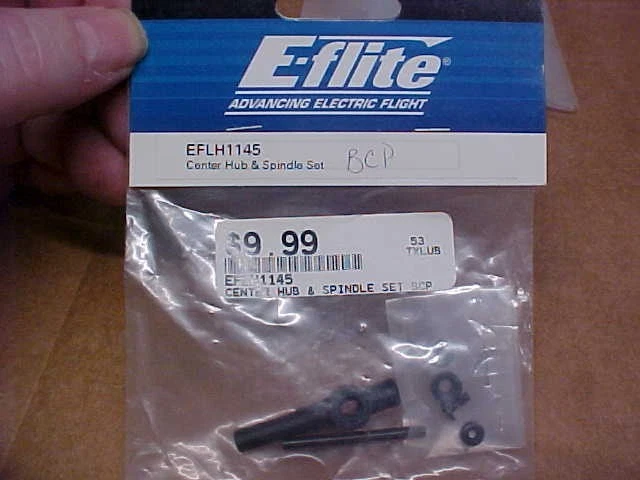 E-flite®
ADVANCING ELECTRIC FLIGHT
EFLH1145
Center Hub & Spindle Set BCP
$9.99
53
EFLH1145
CENTER HUB & SPINDLE SET BCP